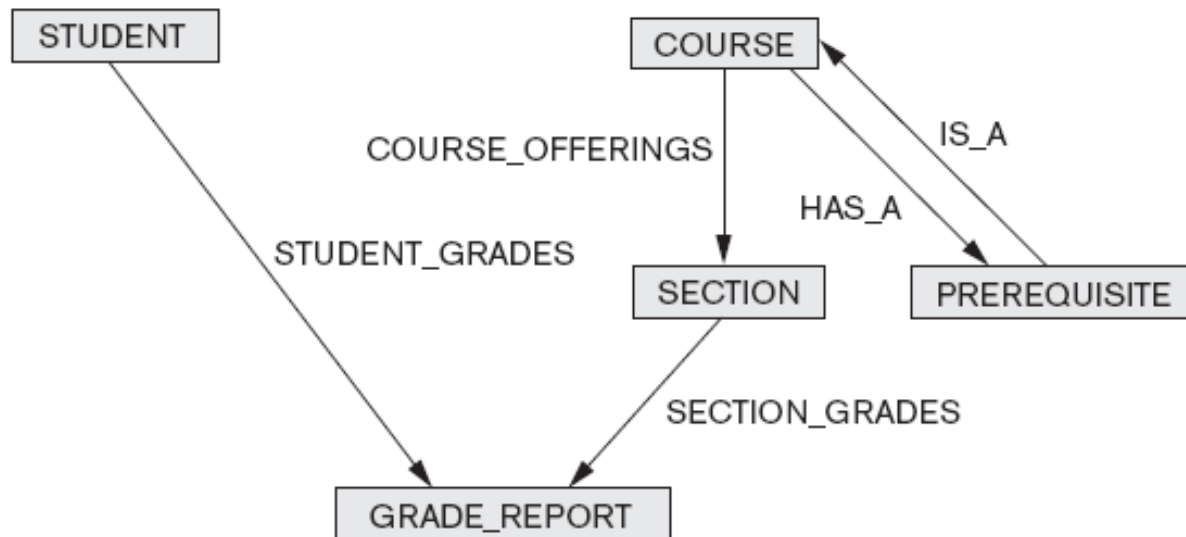 STUDENT
COURSE
IS_A
COURSE_OFFERINGS
HAS_A
STUDENT_GRADES
SECTION
PREREQUISITE
SECTION_GRADES
GRADE_REPORT